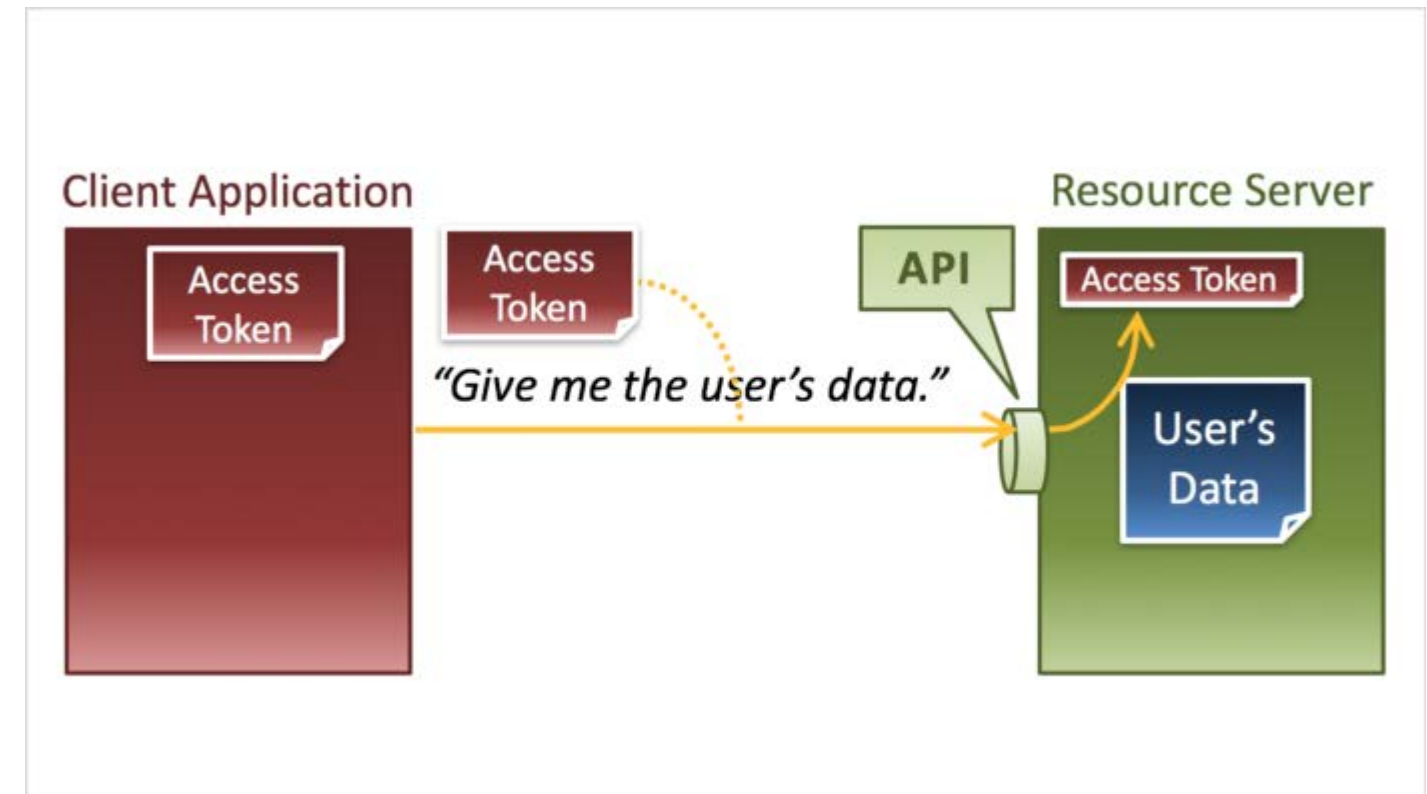 Client Application
Resource Server
Access
Token
Access
Token
API
Access Token
“Give me the user’s data.”
User’s
Data